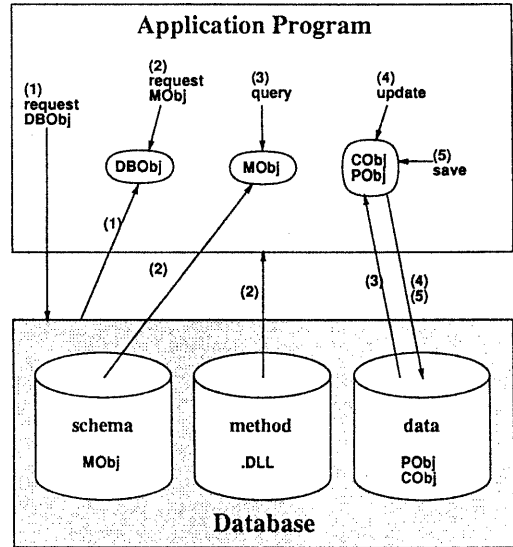 Application Program
(1)
request
DBObj
(2)
request
MObj
(3)
query
(4)
update
DBObj
MObj
CObj
PObj
(5)
save
(1)
(2)
(2)
(3)
(4)
(5)
schema
MObj
method
.DLL
data
PObj
CObj
Database